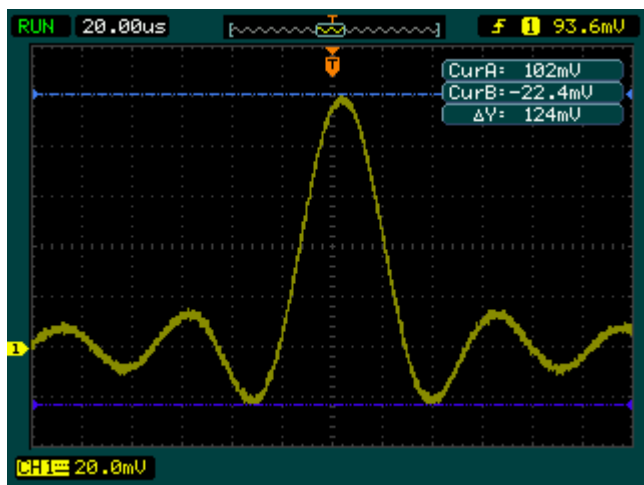 RUN 20.00us T ƒ 1 93.6mV
T
CurA: 102mV
CurB:-22.4mV
ΔY: 124mV
1
CH1 20.0mV